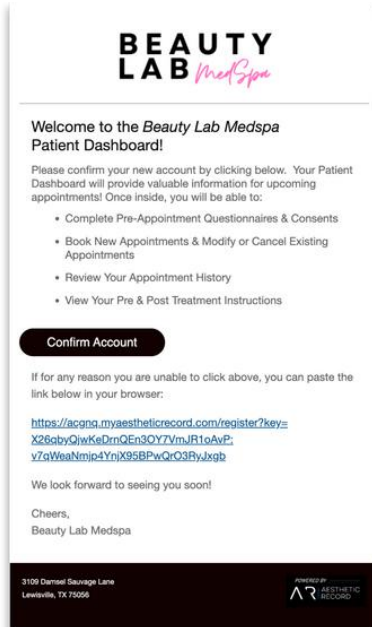 BEAUTY
LAB MedSpa
Welcome to the Beauty Lab Medspa
Patient Dashboard!
Please confirm your new account by clicking below. Your Patient
Dashboard will provide valuable information for upcoming
appointments! Once inside, you will be able to:
• Complete Pre-Appointment Questionnaires & Consents
• Book New Appointments & Modify or Cancel Existing
Appointments
• Review Your Appointment History
• View Your Pre & Post Treatment Instructions
Confirm Account
If for any reason you are unable to click above, you can paste the
link below in your browser:
https://acgnq.myaestheticrecord.com/register?key=
X26qbyQjwKeDrnQEn3OY7VmJR1oAvP:
v7qWeaNmjp4YnjX95BPwQrO3RyJxgb
We look forward to seeing you soon!
Cheers,
Beauty Lab Medspa
3109 Damsel Sauvage Lane
Lewisville, TX 75056
POWERED BY
AR AESTHETIC
RECORD